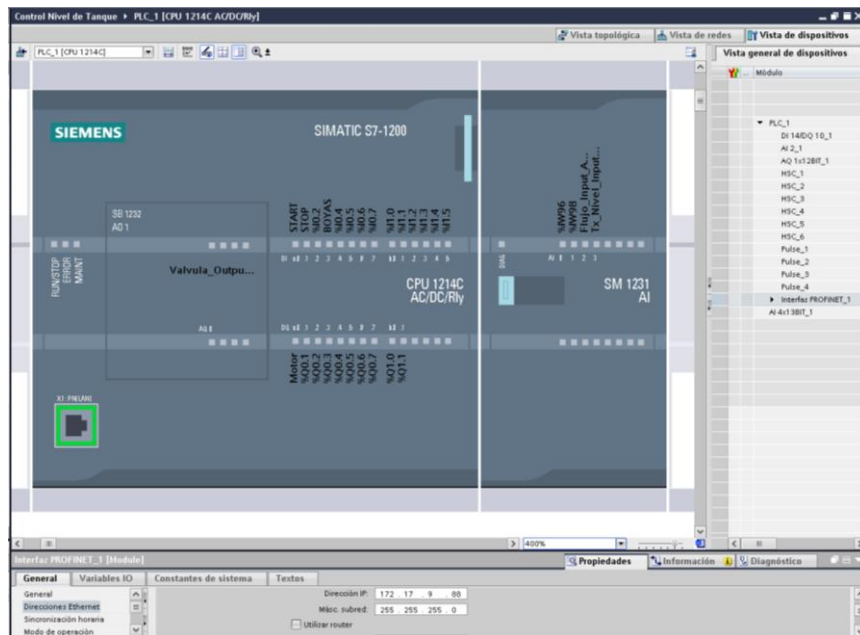 Control Nivel de Tanque ▸ PLC_1 [CPU 1214C AC/DC/Rly]
Vista topológica Vista de redes Vista de dispositivos
PLC_1 [CPU 1214C]
Vista general de dispositivos
Módulo
PLC_1
DI 14/DQ 10_1
AI 2_1
AQ 1x12BIT_1
HSC_1
HSC_2
HSC_3
HSC_4
HSC_5
HSC_6
Pulse_1
Pulse_2
Pulse_3
Pulse_4
Interfaz PROFINET_1
AI 4x13BIT_1
SIEMENS
SIMATIC S7-1200
SB 1232
AO 1
RUN/STOP
ERROR
MAINT
Valvula_Outpu...
START
STOP
%I0.2
BOYAS
%I0.4
%I0.5
%I0.6
%I0.7
%I1.0
%I1.1
%I1.2
%I1.3
%I1.4
%I1.5
CPU 1214C
AC/DC/Rly
%IW96
%IW98
Flujo_Input_A...
Tx_Nivel_Input...
DIAG
SM 1231
AI
Motor
%Q0.1
%Q0.2
%Q0.3
%Q0.4
%Q0.5
%Q0.6
%Q0.7
%Q1.0
%Q1.1
400%
Interfaz PROFINET_1 [Module]
Propiedades Información Diagnóstico
General Variables IO Constantes de sistema Textos
General
Direcciones Ethernet
Sincronización horaria
Modo de operación
Dirección IP: 172 . 17 . 9 . 88
Másc. subred: 255 . 255 . 255 . 0
Utilizar router